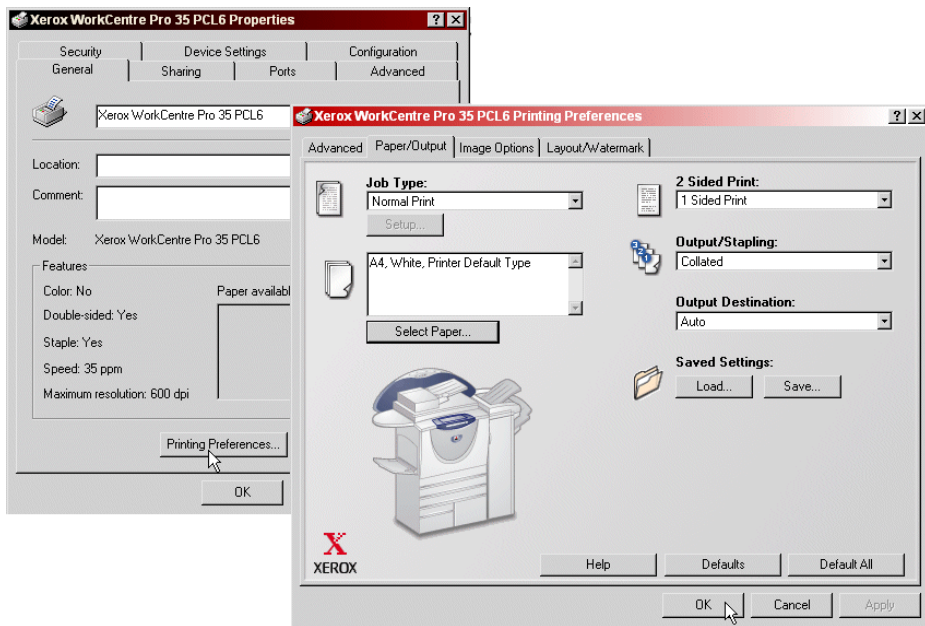 Xerox WorkCentre Pro 35 PCL6 Properties
Security Device Settings Configuration
General Sharing Ports Advanced
Xerox WorkCentre Pro 35 PCL6
Location:
Comment:
Model: Xerox WorkCentre Pro 35 PCL6
Features
Color: No Paper availabl
Double-sided: Yes
Staple: Yes
Speed: 35 ppm
Maximum resolution: 600 dpi
Printing Preferences...
OK
Xerox WorkCentre Pro 35 PCL6 Printing Preferences
Advanced Paper/Output Image Options Layout/Watermark
Job Type:
Normal Print
Setup...
A4, White, Printer Default Type
Select Paper...
2 Sided Print:
1 Sided Print
Output/Stapling:
Collated
Output Destination:
Auto
Saved Settings:
Load... Save...
X
XEROX
Help Defaults Default All
OK Cancel Apply